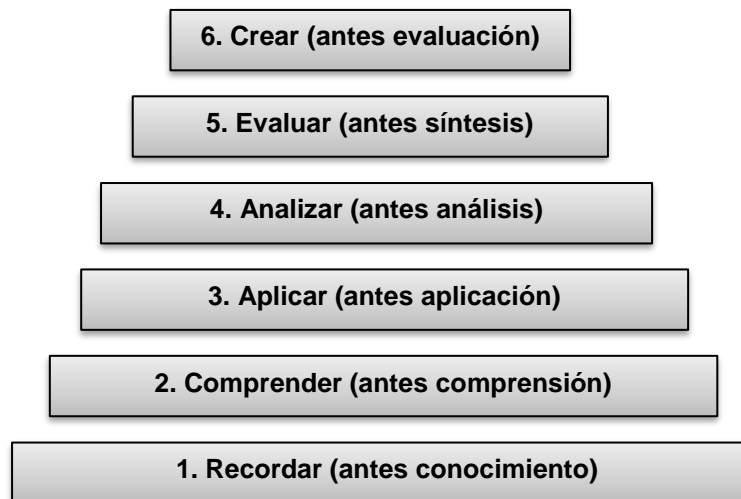 6. Crear (antes evaluación)
5. Evaluar (antes síntesis)
4. Analizar (antes análisis)
3. Aplicar (antes aplicación)
2. Comprender (antes comprensión)
1. Recordar (antes conocimiento)